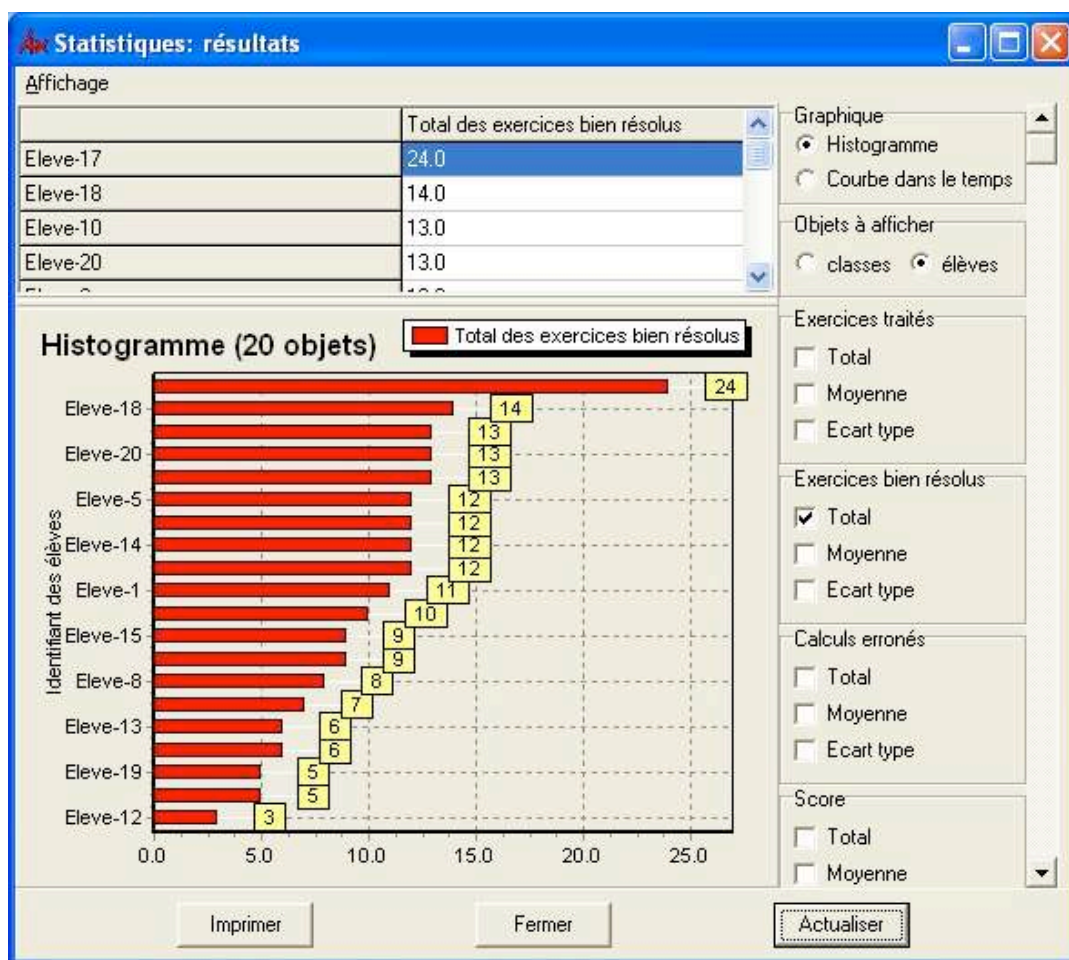 Statistiques: résultats
Affichage
Total des exercices bien résolus
Eleve-17 24.0
Eleve-18 14.0
Eleve-10 13.0
Eleve-20 13.0
Histogramme (20 objets)
Total des exercices bien résolus
Identifiant des élèves
24
Eleve-18 14
13
Eleve-20 13
13
Eleve-5 12
12
Eleve-14 12
12
Eleve-1 11
10
Eleve-15 9
9
Eleve-8 8
7
Eleve-13 6
6
Eleve-19 5
5
Eleve-12 3
0.0 5.0 10.0 15.0 20.0 25.0
Graphique
Histogramme
Courbe dans le temps
Objets à afficher
classes élèves
Exercices traités
Total
Moyenne
Ecart type
Exercices bien résolus
Total
Moyenne
Ecart type
Calculs erronés
Total
Moyenne
Ecart type
Score
Total
Moyenne
Imprimer Fermer Actualiser